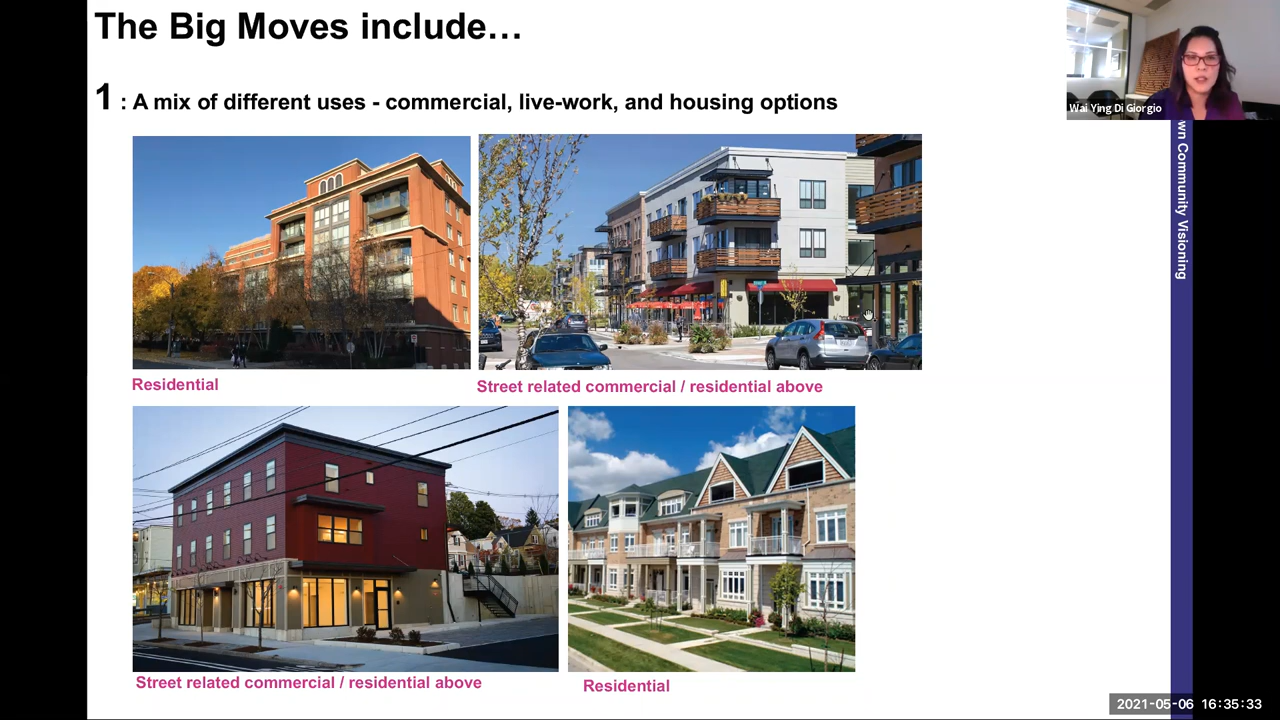 The Big Moves include…
1 : A mix of different uses - commercial, live-work, and housing options
Wai Ying Di Giorgio
wn Community Visioning
Residential
Street related commercial / residential above
Street related commercial / residential above
Residential
2021-05-06 16:35:33